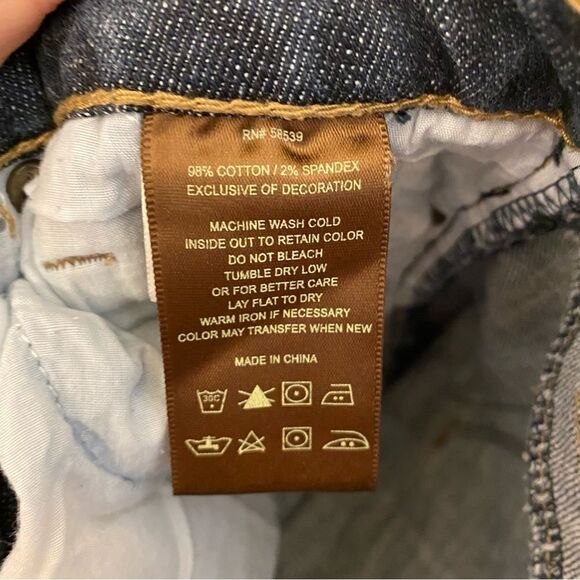 RN# 58539
98% COTTON / 2% SPANDEX
EXCLUSIVE OF DECORATION
MACHINE WASH COLD
INSIDE OUT TO RETAIN COLOR
DO NOT BLEACH
TUMBLE DRY LOW
OR FOR BETTER CARE
LAY FLAT TO DRY
WARM IRON IF NECESSARY
COLOR MAY TRANSFER WHEN NEW
MADE IN CHINA
30C